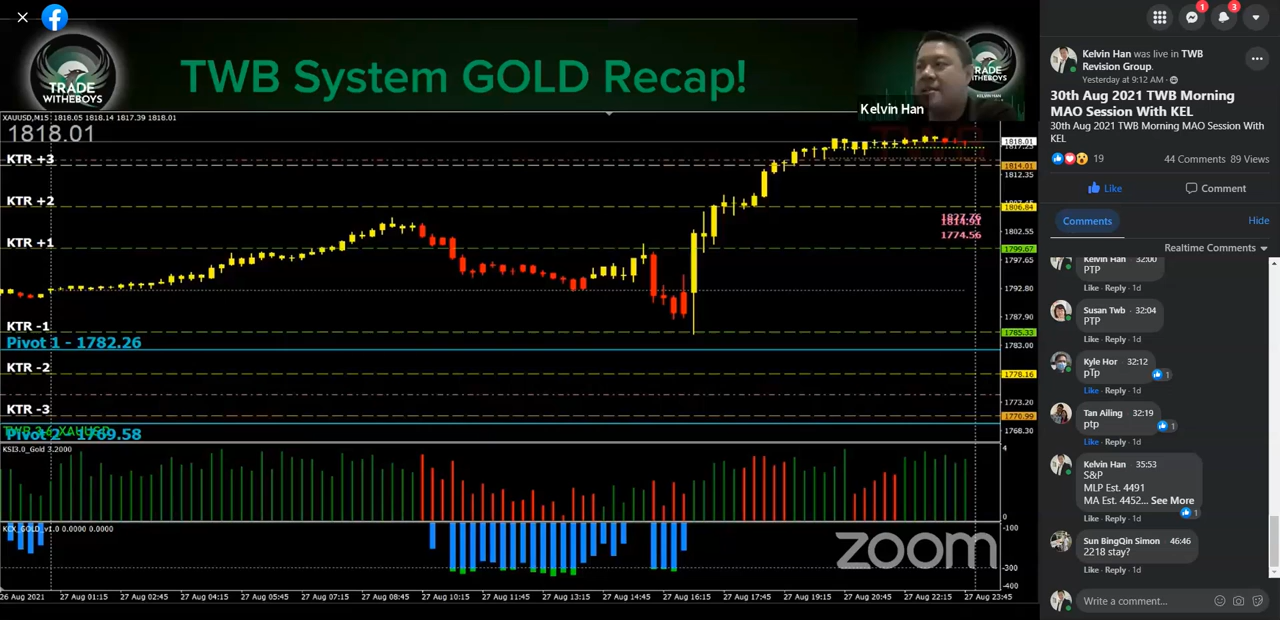 TRADE
WITHEBOYS
TWB System GOLD Recap!
Kelvin Han
XAUUSD,M15 1818.05 1818.14 1817.39 1818.01
1818.01
KTR +3
KTR +2
KTR +1
KTR -1
Pivot 1 - 1782.26
KTR -2
KTR -3
Pivot 2 - 1769.58
1818.01
1814.01
1812.35
1806.84
1802.55
1799.67
1797.65
1792.80
1787.90
1785.33
1783.00
1778.16
1773.20
1770.99
1768.30
1774.56
KSI3.0_Gold 3.2000
4
0
KCX_GOLD_v1.0 0.0000 0.0000
-100
-300
-400
zoom
26 Aug 2021
27 Aug 01:15
27 Aug 02:45
27 Aug 04:15
27 Aug 05:45
27 Aug 07:15
27 Aug 08:45
27 Aug 10:15
27 Aug 11:45
27 Aug 13:15
27 Aug 14:45
27 Aug 16:15
27 Aug 17:45
27 Aug 19:15
27 Aug 20:45
27 Aug 22:15
27 Aug 23:45
1
3
Kelvin Han was live in TWB
Revision Group.
Yesterday at 9:12 AM
30th Aug 2021 TWB Morning
MAO Session With KEL
30th Aug 2021 TWB Morning MAO Session With
KEL
19
44 Comments 89 Views
Like
Comment
Comments
Hide
Realtime Comments
Kelvin Han 32:00
PTP
Like · Reply · 1d
Susan Twb · 32:04
PTP
Like · Reply · 1d
Kyle Hor · 32:12
pTp
1
Like · Reply · 1d
Tan Ailing · 32:19
ptp
1
Like · Reply · 1d
Kelvin Han · 35:53
S&P
MLP Est. 4491
MA Est. 4452... See More
1
Like · Reply · 1d
Sun BingQin Simon · 46:46
2218 stay?
Like · Reply · 1d
Write a comment...